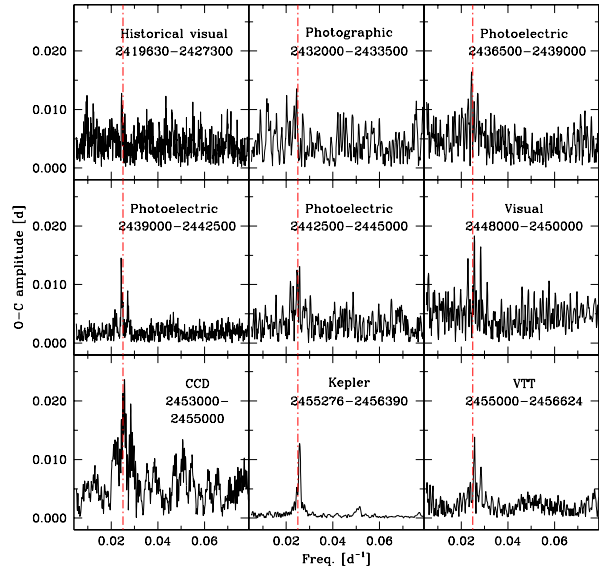 Historical visual
2419630−2427300
Photographic
2432000−2433500
Photoelectric
2436500−2439000
0.020
0.010
0.000
Photoelectric
2439000−2442500
Photoelectric
2442500−2445000
Visual
2448000−2450000
0.020
0.010
0.000
O−C amplitude [d]
CCD
2453000−
2455000
Kepler
2455276−2456390
VTT
2455000−2456624
0.020
0.010
0.000
0.02 0.04 0.06 0.02 0.04 0.06 0.02 0.04 0.06
Freq. [d⁻¹]